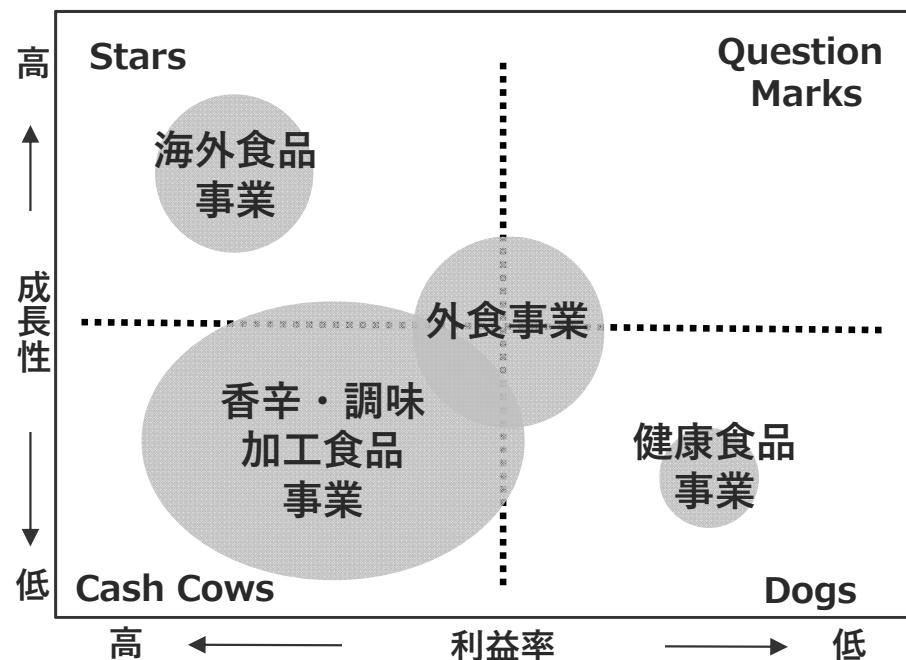 高
Stars
Question
Marks
海外食品
事業
成長性
外食事業
香辛・調味
加工食品
事業
健康食品
事業
低
Cash Cows
Dogs
高
利益率
低